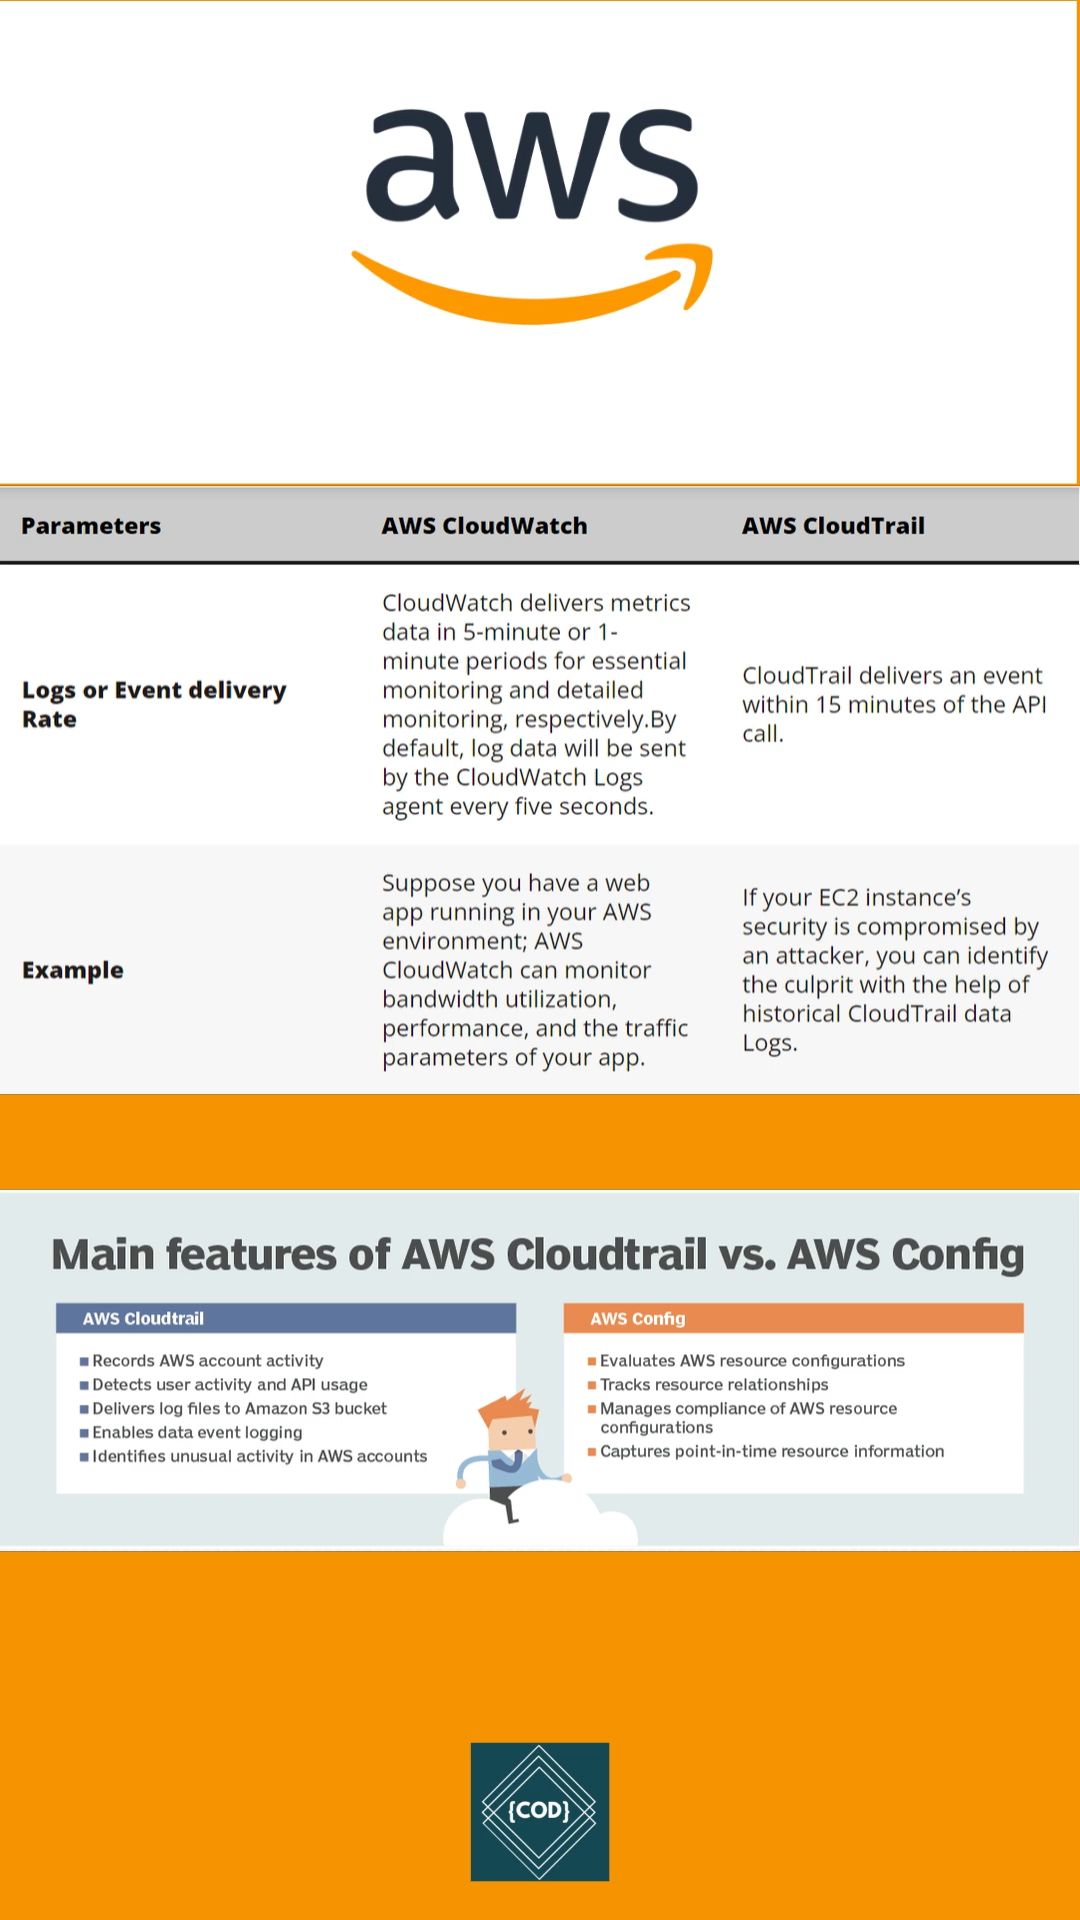 aws
Parameters
AWS CloudWatch
AWS CloudTrail
Logs or Event delivery
Rate
CloudWatch delivers metrics
data in 5-minute or 1-
minute periods for essential
monitoring and detailed
monitoring, respectively.By
default, log data will be sent
by the CloudWatch Logs
agent every five seconds.
CloudTrail delivers an event
within 15 minutes of the API
call.
Example
Suppose you have a web
app running in your AWS
environment; AWS
CloudWatch can monitor
bandwidth utilization,
performance, and the traffic
parameters of your app.
If your EC2 instance’s
security is compromised by
an attacker, you can identify
the culprit with the help of
historical CloudTrail data
Logs.
Main features of AWS Cloudtrail vs. AWS Config
AWS Cloudtrail
Records AWS account activity
Detects user activity and API usage
Delivers log files to Amazon S3 bucket
Enables data event logging
Identifies unusual activity in AWS accounts
AWS Config
Evaluates AWS resource configurations
Tracks resource relationships
Manages compliance of AWS resource
configurations
Captures point-in-time resource information
{COD}